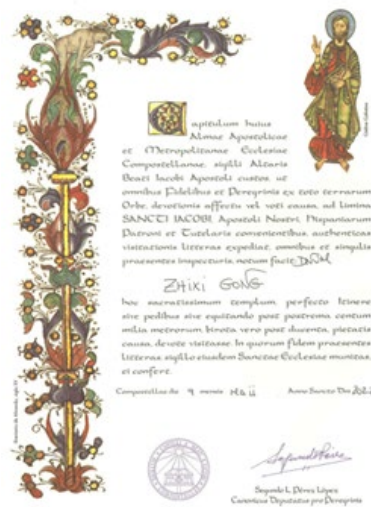 Capitulum huius
Almae Apostolicae
et Metropolitanae Ecclesiae
Compostellanae, sigilli Altaris
Beati Iacobi Apostoli custos, ut
omnibus Fidelibus et Peregrinis ex toto terrarum
Orbe, devotionis affectu vel voti causa, ad limina
SANCTI IACOBI, Apostoli Nostri, Hispaniarum
Patroni et Tutelaris convenientibus, authenticas
visitationis litteras expediat, omnibus et singulis
praesentes inspecturis, notum facit:
ZHIXI GONG
hoc sacratissimum templum, perfecto Itinere
sive pedibus sive equitando post postrema centum
milia metrorum, birota vero post ducenta, pietatis
causa, devote visitasse. In quorum fidem praesentes
litteras, sigillo eiusdem Sanctae Ecclesiae munitas,
ei confert.
Compostellae die 9 mensis Maii Anno Sancto Dni
Segundo L. Pérez López
Canonicus Deputatus pro Peregrinis